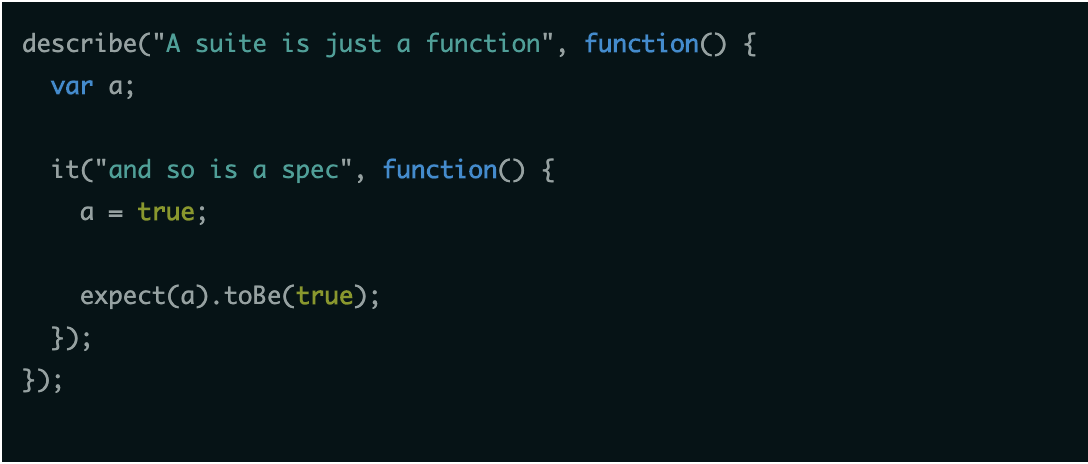 describe("A suite is just a function", function() {
  var a;

  it("and so is a spec", function() {
    a = true;

    expect(a).toBe(true);
  });
});